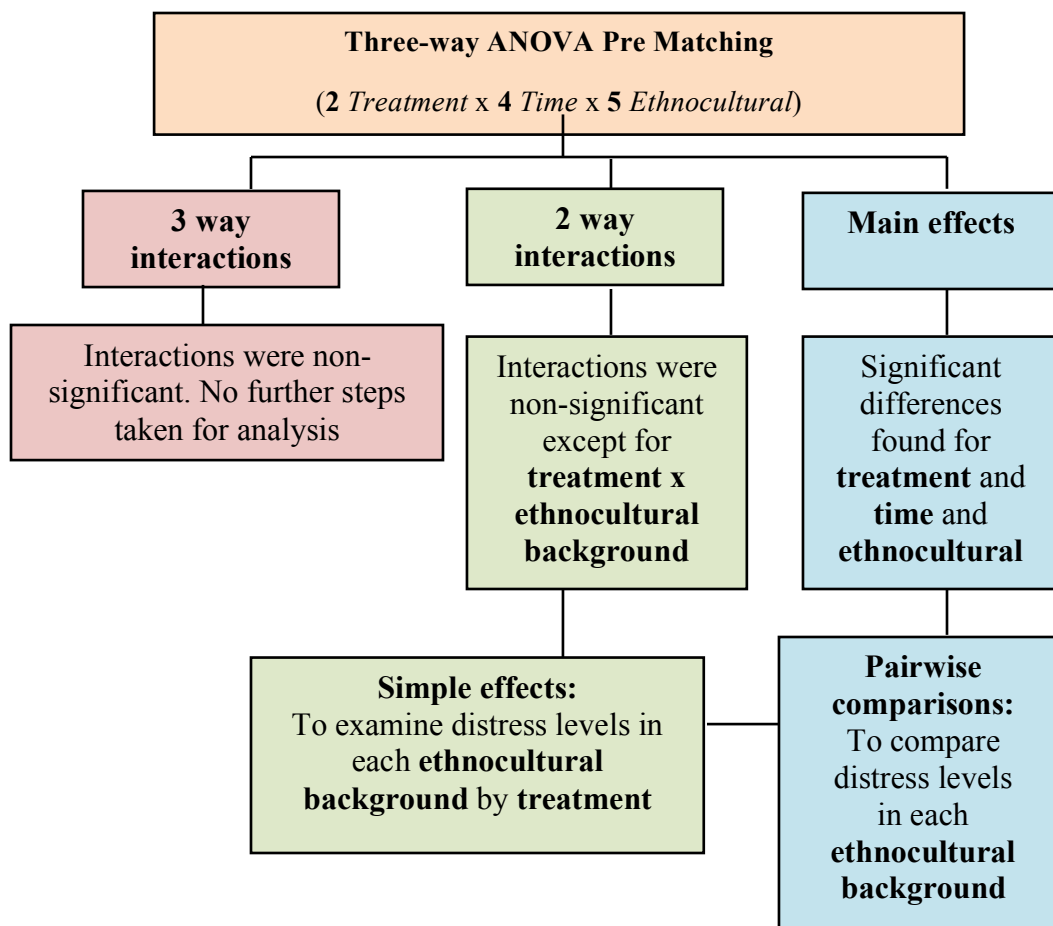 Three-way ANOVA Pre Matching
(2 Treatment x 4 Time x 5 Ethnocultural)
3 way
interactions
2 way
interactions
Main effects
Interactions were non-
significant. No further steps
taken for analysis
Interactions were
non-significant
except for
treatment x
ethnocultural
background
Significant
differences
found for
treatment and
time and
ethnocultural
Simple effects:
To examine distress levels in
each ethnocultural
background by treatment
Pairwise
comparisons:
To compare
distress levels
in each
ethnocultural
background